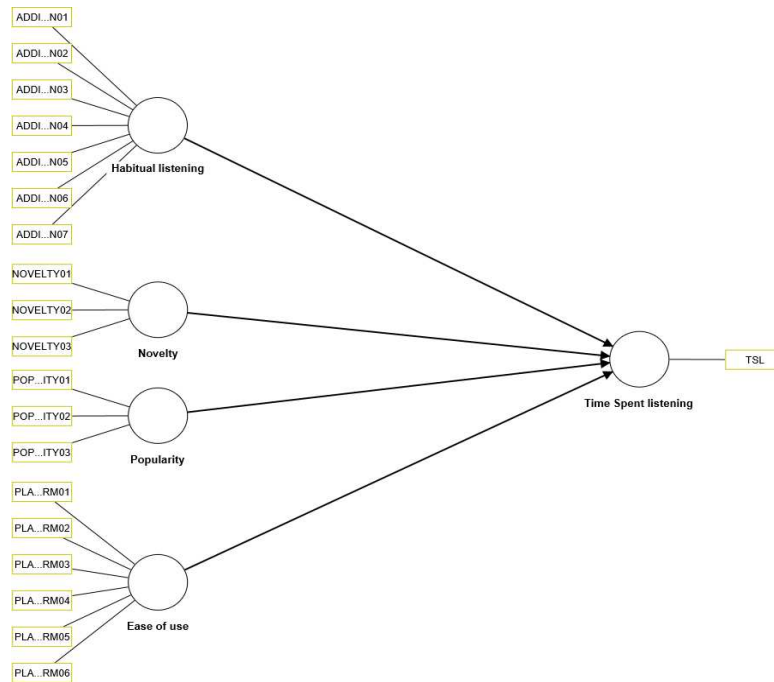 ADDI...N01
ADDI...N02
ADDI...N03
ADDI...N04
ADDI...N05
ADDI...N06
ADDI...N07
Habitual listening
NOVELTY01
NOVELTY02
NOVELTY03
Novelty
POP...ITY01
POP...ITY02
POP...ITY03
Popularity
PLA...RM01
PLA...RM02
PLA...RM03
PLA...RM04
PLA...RM05
PLA...RM06
Ease of use
Time Spent listening
TSL